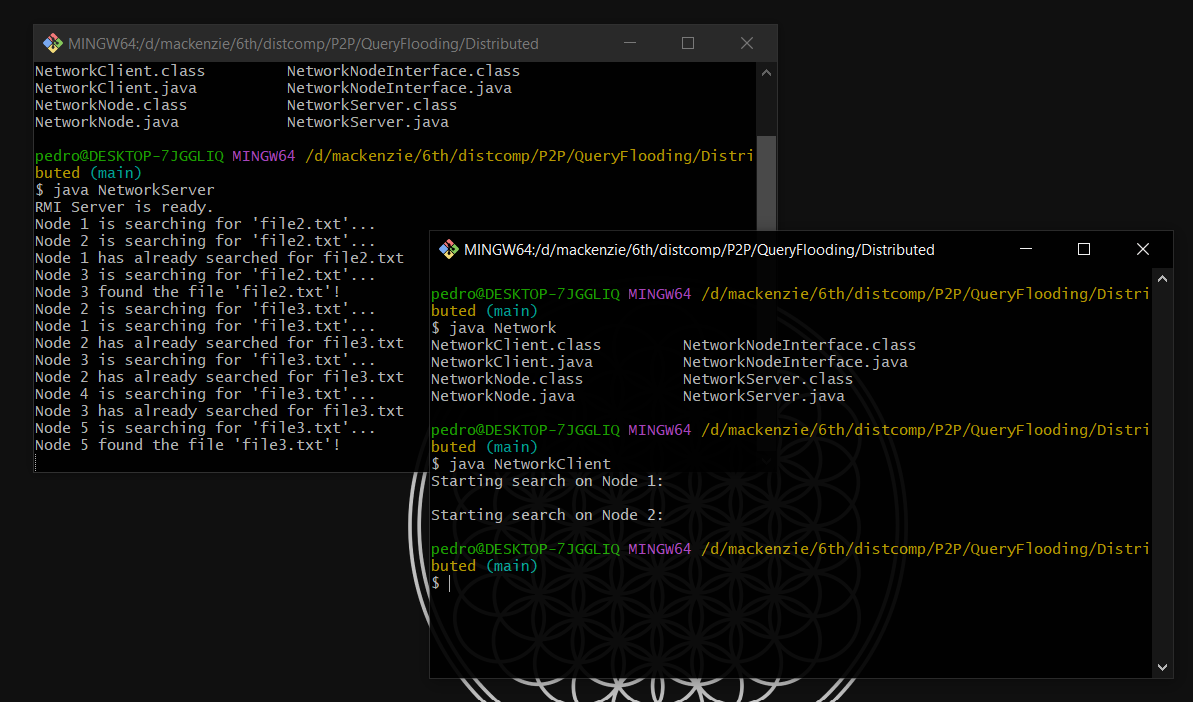 MINGW64:/d/mackenzie/6th/distcomp/P2P/QueryFlooding/Distributed
NetworkClient.class NetworkNodeInterface.class
NetworkClient.java NetworkNodeInterface.java
NetworkNode.class NetworkServer.class
NetworkNode.java NetworkServer.java
pedro@DESKTOP-7JGGLIQ MINGW64 /d/mackenzie/6th/distcomp/P2P/QueryFlooding/Distri
buted (main)
$ java NetworkServer
RMI Server is ready.
Node 1 is searching for 'file2.txt'...
Node 2 is searching for 'file2.txt'...
Node 1 has already searched for file2.txt
Node 3 is searching for 'file2.txt'...
Node 3 found the file 'file2.txt'!
Node 2 is searching for 'file3.txt'...
Node 1 is searching for 'file3.txt'...
Node 2 has already searched for file3.txt
Node 3 is searching for 'file3.txt'...
Node 2 has already searched for file3.txt
Node 4 is searching for 'file3.txt'...
Node 3 has already searched for file3.txt
Node 5 is searching for 'file3.txt'...
Node 5 found the file 'file3.txt'!
MINGW64:/d/mackenzie/6th/distcomp/P2P/QueryFlooding/Distributed
pedro@DESKTOP-7JGGLIQ MINGW64 /d/mackenzie/6th/distcomp/P2P/QueryFlooding/Distri
buted (main)
$ java Network
NetworkClient.class NetworkNodeInterface.class
NetworkClient.java NetworkNodeInterface.java
NetworkNode.class NetworkServer.class
NetworkNode.java NetworkServer.java
pedro@DESKTOP-7JGGLIQ MINGW64 /d/mackenzie/6th/distcomp/P2P/QueryFlooding/Distri
buted (main)
$ java NetworkClient
Starting search on Node 1:
Starting search on Node 2:
pedro@DESKTOP-7JGGLIQ MINGW64 /d/mackenzie/6th/distcomp/P2P/QueryFlooding/Distri
buted (main)
$